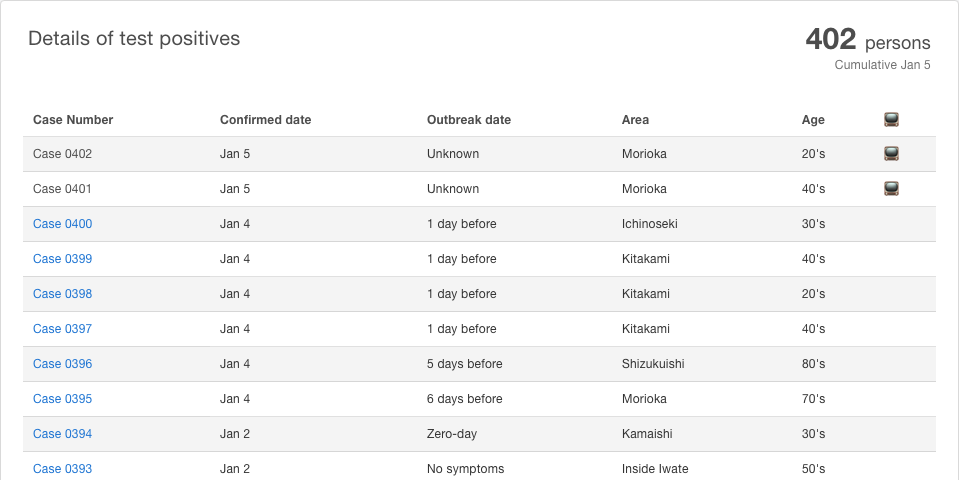 Details of test positives
402 persons
Cumulative Jan 5
Case Number Confirmed date Outbreak date Area Age
Case 0402 Jan 5 Unknown Morioka 20's
Case 0401 Jan 5 Unknown Morioka 40's
Case 0400 Jan 4 1 day before Ichinoseki 30's
Case 0399 Jan 4 1 day before Kitakami 40's
Case 0398 Jan 4 1 day before Kitakami 20's
Case 0397 Jan 4 1 day before Kitakami 40's
Case 0396 Jan 4 5 days before Shizukuishi 80's
Case 0395 Jan 4 6 days before Morioka 70's
Case 0394 Jan 2 Zero-day Kamaishi 30's
Case 0393 Jan 2 No symptoms Inside Iwate 50's